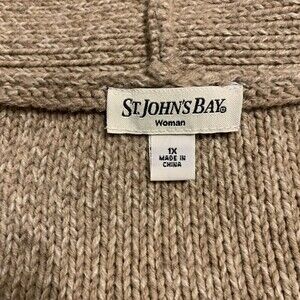 ST. JOHN'S BAY®
Woman
1X
MADE IN
CHINA